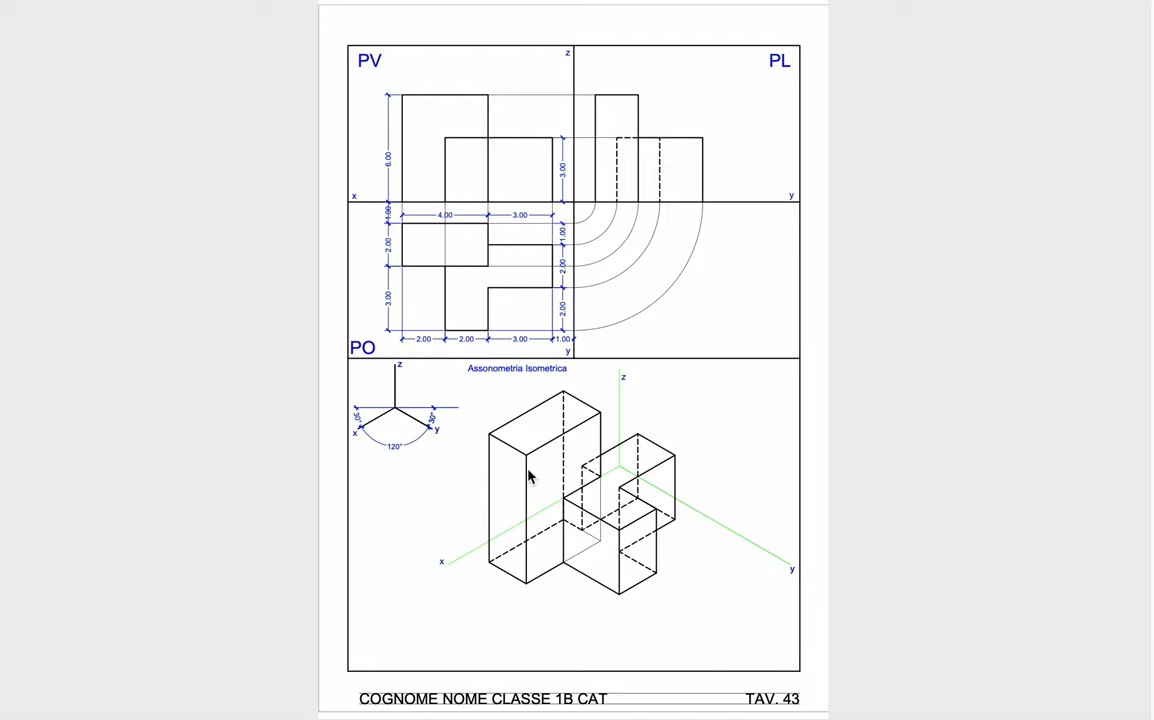 PV
z
PL
6.00
3.00
x
y
1.00
4.00
3.00
2.00
1.00
2.00
3.00
2.00
2.00
2.00
3.00
1.00
PO
y
Assonometria Isometrica
z
z
30°
30°
x
y
120°
x
y
COGNOME NOME CLASSE 1B CAT
TAV. 43